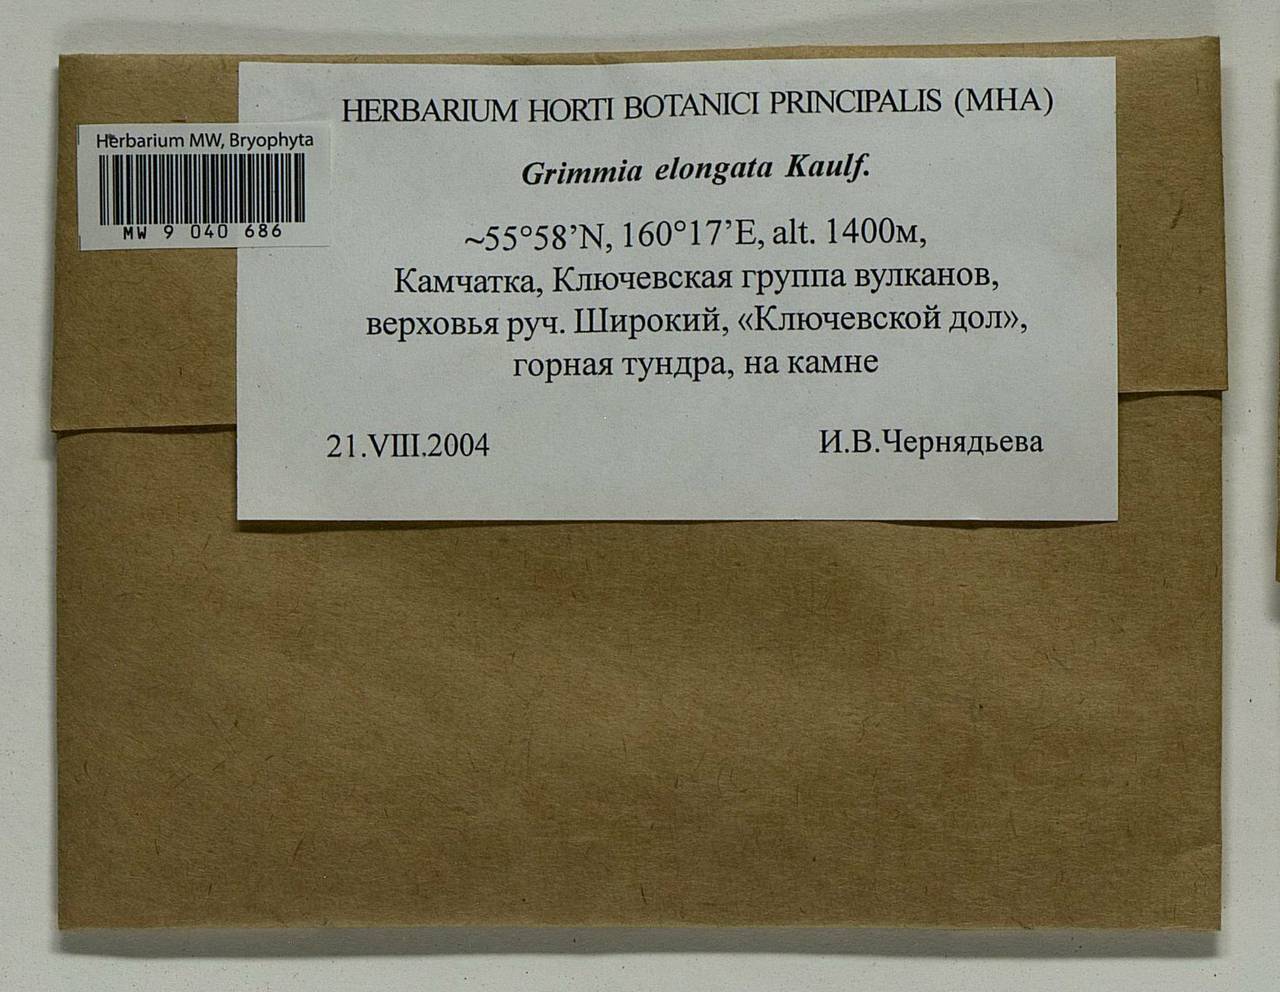 HERBARIUM HORTI BOTANICI PRINCIPALIS (MHA)
Herbarium MW, Bryophyta
MW 9 040 686
Grimmia elongata Kaulf.
~55°58’N, 160°17’E, alt. 1400м,
Камчатка, Ключевская группа вулканов,
верховья руч. Широкий, «Ключевской дол»,
горная тундра, на камне
21.VIII.2004
И.В.Чернядьева